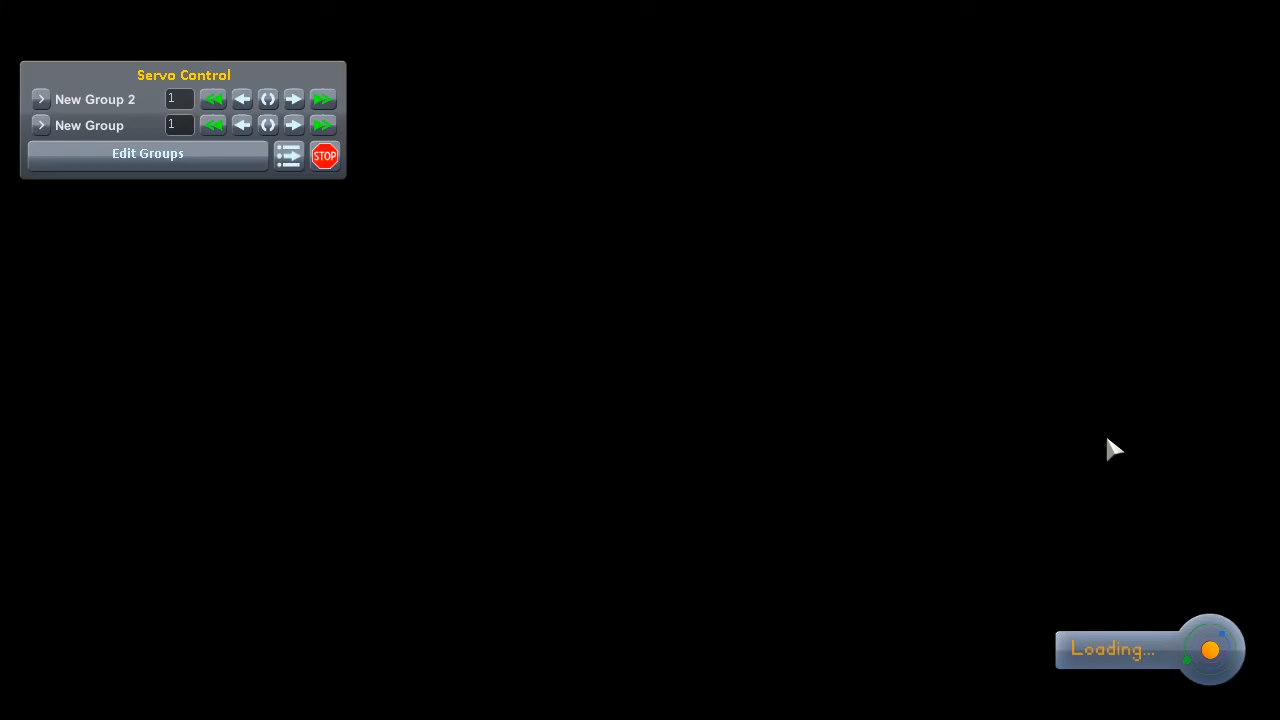 Servo Control
> New Group 2 1
> New Group 1
Edit Groups STOP
Loading...